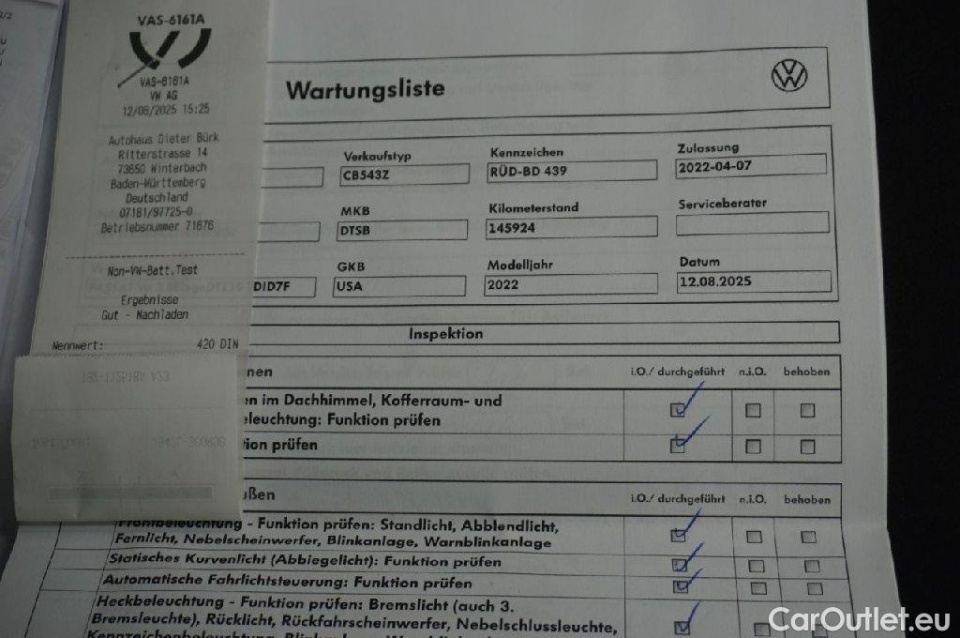 VAS-6161A
VAS-6161A
VW AG
12/08/2025 15:25
Autohaus Dieter Bürk
Ritterstrasse 14
73650 Winterbach
Baden-Württemberg
Deutschland
07181/97725-0
Betriebsnummer 71676
Non-VW-Batt.Test
Ergebnisse
Gut - Nachladen
Nennwert: 420 DIN
Wartungsliste
Verkaufstyp
CB543Z
Kennzeichen
RÜD-BD 439
Zulassung
2022-04-07
MKB
DTSB
Kilometerstand
145924
Serviceberater
DID7F
GKB
USA
Modelljahr
2022
Datum
12.08.2025
Inspektion
nen i.O./ durchgeführt n.i.O. behoben
en im Dachhimmel, Kofferraum- und
eleuchtung: Funktion prüfen
ion prüfen
ußen i.O./ durchgeführt n.i.O. behoben
Frontbeleuchtung - Funktion prüfen: Standlicht, Abblendlicht,
Fernlicht, Nebelscheinwerfer, Blinkanlage, Warnblinkanlage
Statisches Kurvenlicht (Abbiegelicht): Funktion prüfen
Automatische Fahrlichtsteuerung: Funktion prüfen
Heckbeleuchtung - Funktion prüfen: Bremslicht (auch 3.
Bremsleuchte), Rücklicht, Rückfahrscheinwerfer, Nebelschlussleuchte,
CarOutlet.eu